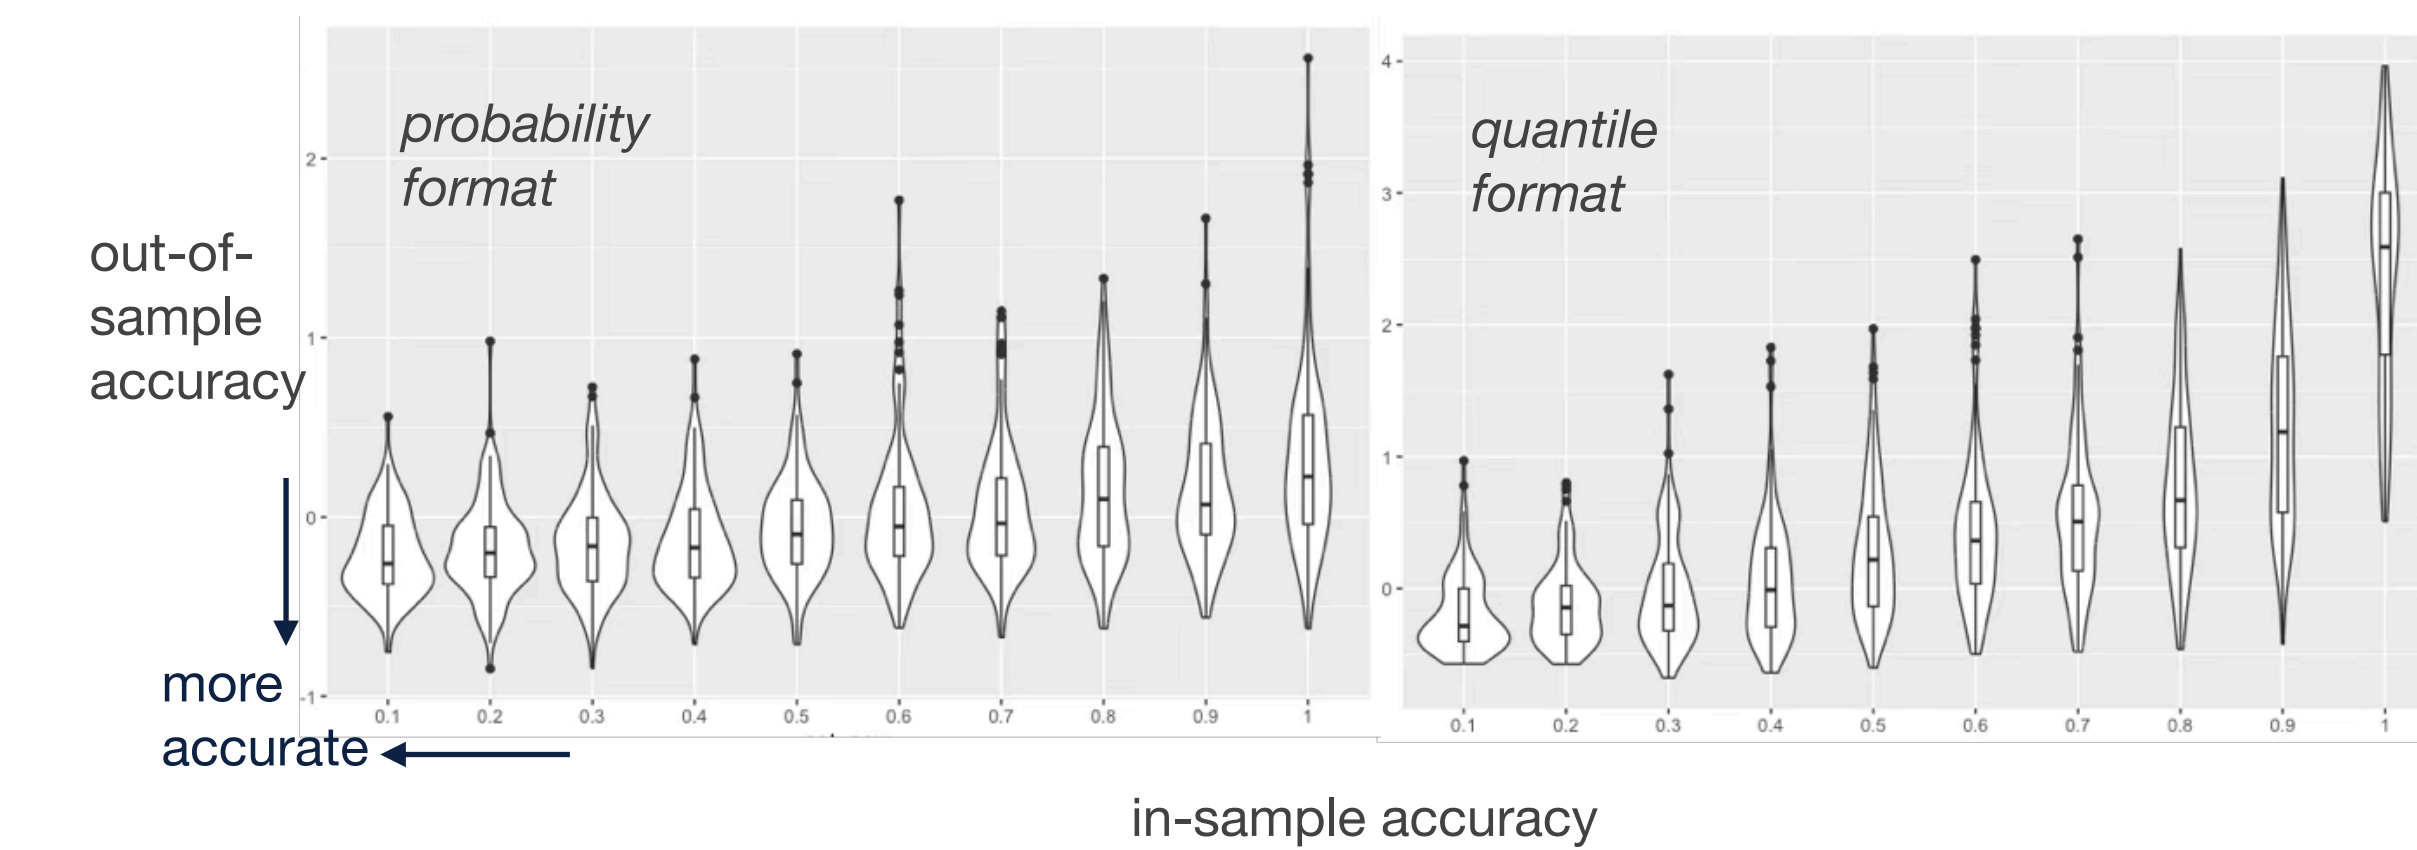 probability
format
quantile
format
out-of-
sample
accuracy
more
accurate
2
1
0
-1
0.1 0.2 0.3 0.4 0.5 0.6 0.7 0.8 0.9 1
4
3
2
1
0
0.1 0.2 0.3 0.4 0.5 0.6 0.7 0.8 0.9 1
in-sample accuracy